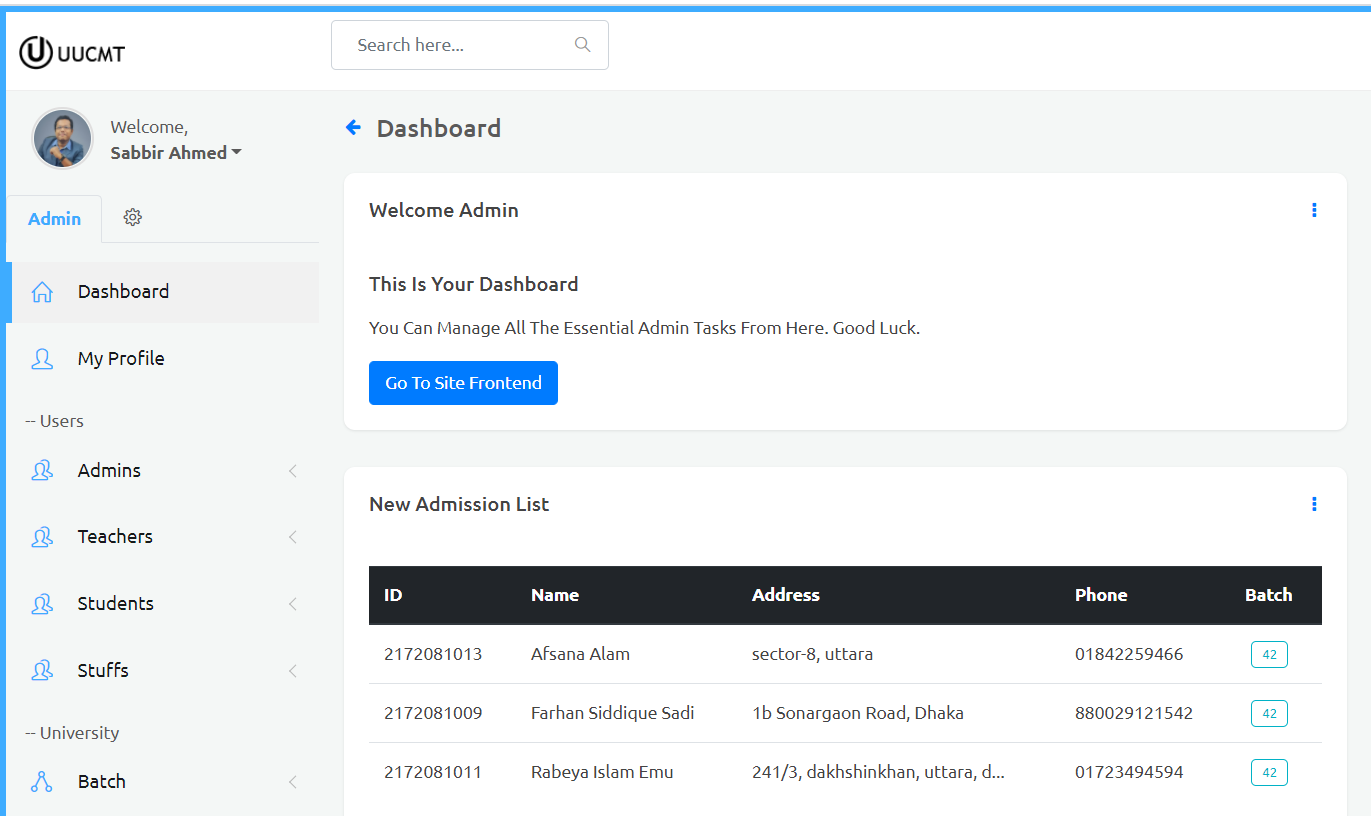 UUCMT
Search here...
Welcome,
Sabbir Ahmed
Admin
Dashboard
My Profile
-- Users
Admins
Teachers
Students
Stuffs
-- University
Batch
Dashboard
Welcome Admin
This Is Your Dashboard
You Can Manage All The Essential Admin Tasks From Here. Good Luck.
Go To Site Frontend
New Admission List
ID Name Address Phone Batch
2172081013 Afsana Alam sector-8, uttara 01842259466 42
2172081009 Farhan Siddique Sadi 1b Sonargaon Road, Dhaka 880029121542 42
2172081011 Rabeya Islam Emu 241/3, dakhshinkhan, uttara, d... 01723494594 42